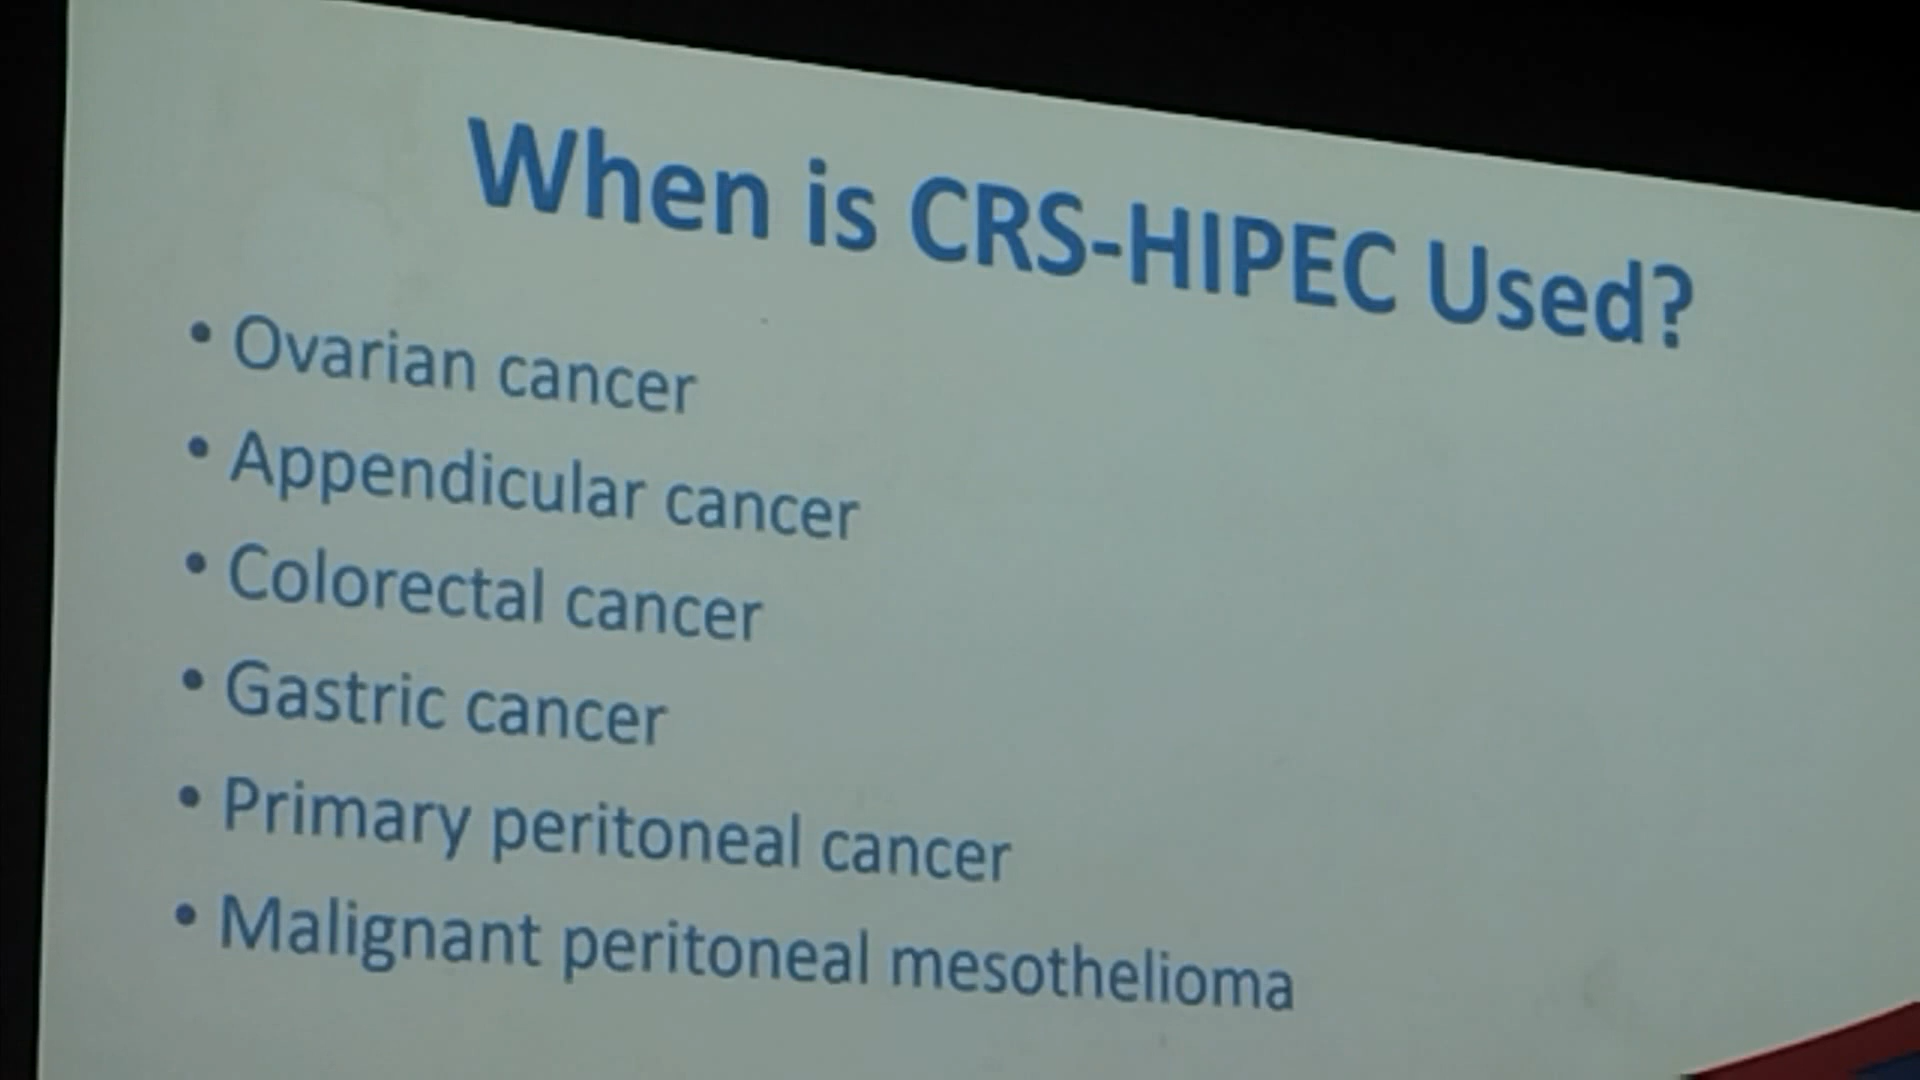 When is CRS-HIPEC Used?
• Ovarian cancer
• Appendicular cancer
• Colorectal cancer
• Gastric cancer
• Primary peritoneal cancer
• Malignant peritoneal mesothelioma